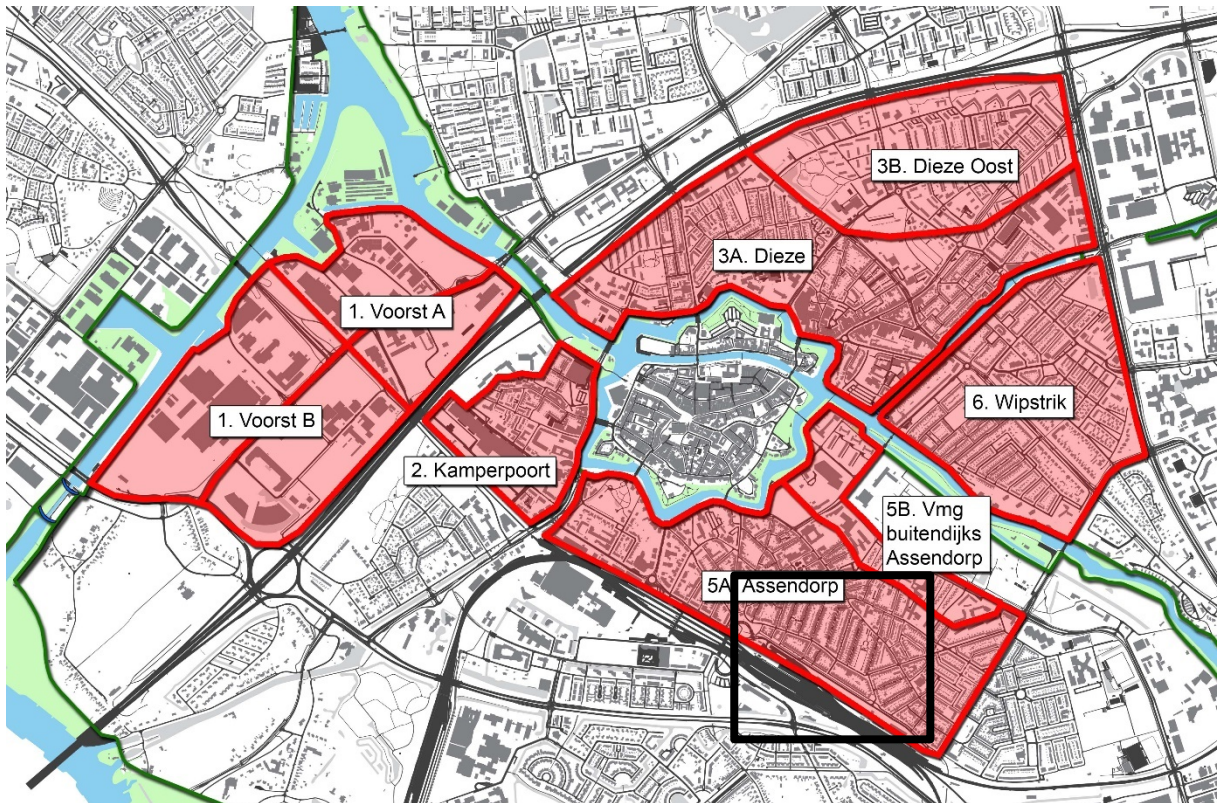 3B. Dieze Oost
3A. Dieze
1. Voorst A
1. Voorst B
6. Wipstrik
2. Kamperpoort
5B. Vmg
buitendijks
Assendorp
5A. Assendorp